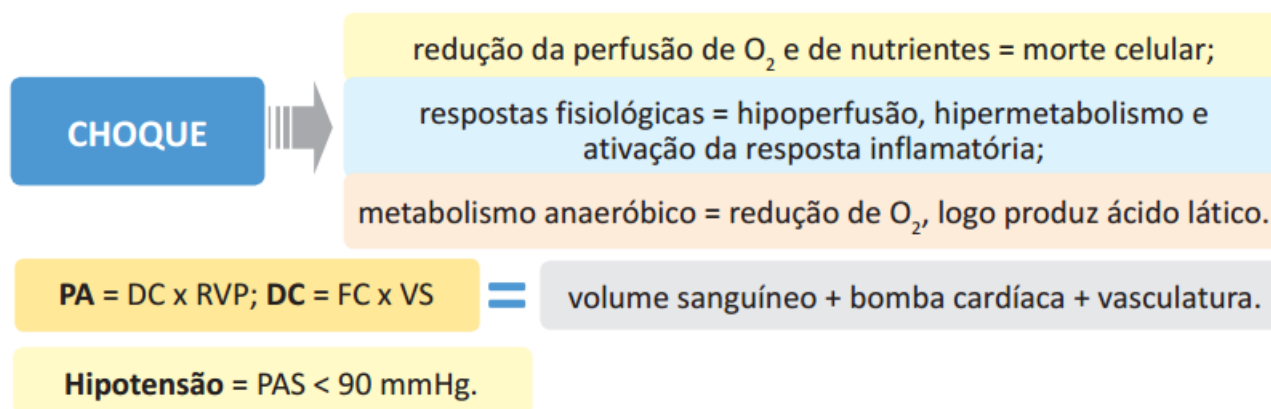 redução da perfusão de O₂ e de nutrientes = morte celular;
CHOQUE
respostas fisiológicas = hipoperfusão, hipermetabolismo e
ativação da resposta inflamatória;
metabolismo anaeróbico = redução de O₂, logo produz ácido lático.
PA = DC x RVP; DC = FC x VS = volume sanguíneo + bomba cardíaca + vasculatura.
Hipotensão = PAS < 90 mmHg.